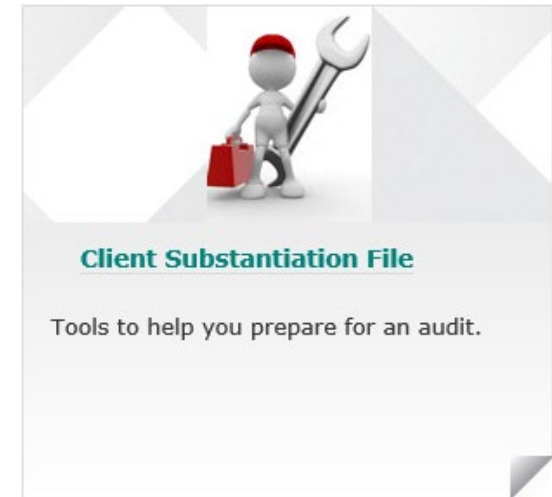 Client Substantiation File
Tools to help you prepare for an audit.